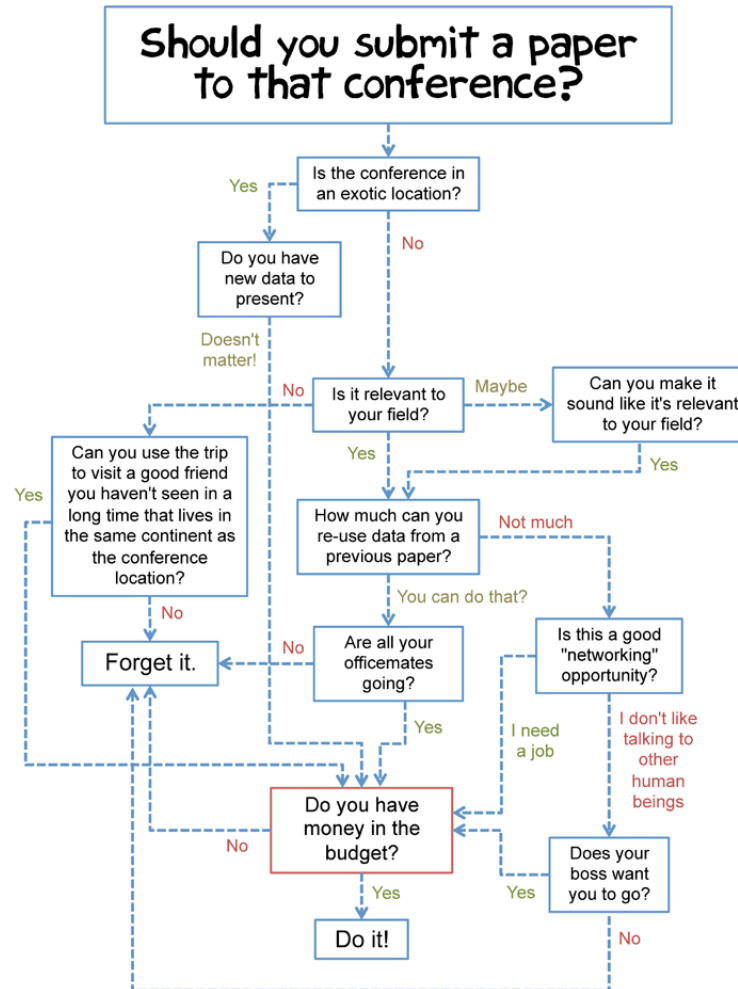 Should you submit a paper
to that conference?
Is the conference in
an exotic location?
Yes
No
Do you have
new data to
present?
Doesn't
matter!
No
Is it relevant to
your field?
Maybe
Can you make it
sound like it's relevant
to your field?
Yes
Yes
Yes
Can you use the trip
to visit a good friend
you haven't seen in a
long time that lives in
the same continent as
the conference
location?
How much can you
re-use data from a
previous paper?
Not much
You can do that?
No
Forget it.
No
Are all your
officemates
going?
Is this a good
"networking"
opportunity?
Yes
I need
a job
I don't like
talking to
other
human
beings
Do you have
money in the
budget?
No
Yes
Does your
boss want
you to go?
Yes
Do it!
No